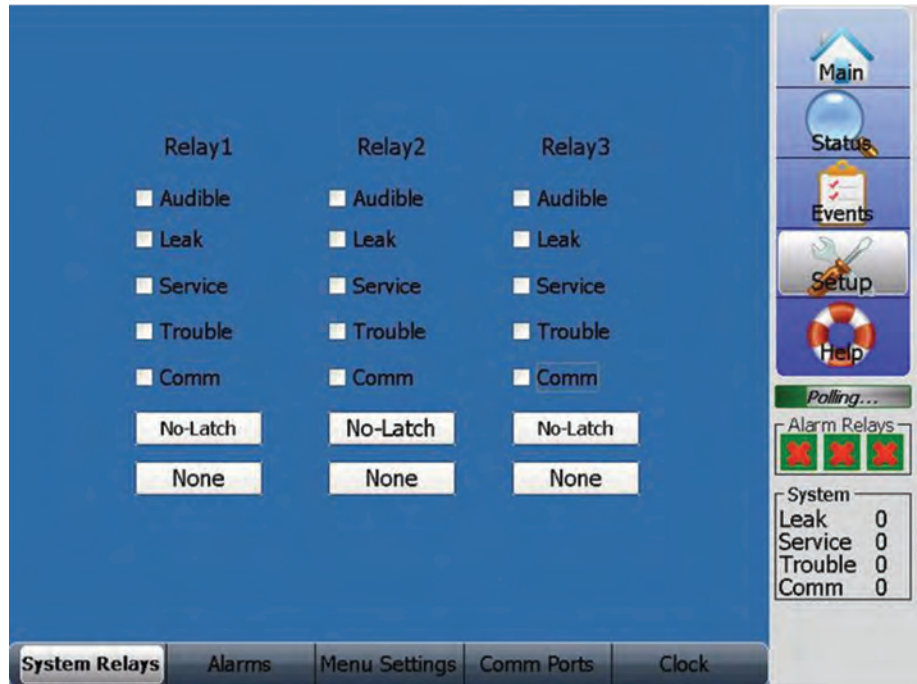 Relay1 Relay2 Relay3
Audible Audible Audible
Leak Leak Leak
Service Service Service
Trouble Trouble Trouble
Comm Comm Comm
No-Latch No-Latch No-Latch
None None None
System Relays Alarms Menu Settings Comm Ports Clock
Main
Status
Events
Setup
Help
Polling...
Alarm Relays
System
Leak 0
Service 0
Trouble 0
Comm 0